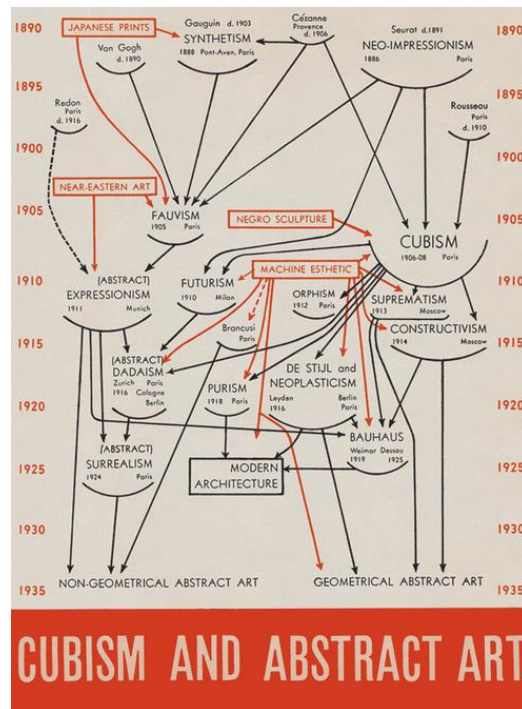 1890
JAPANESE PRINTS
Gauguin d. 1903
SYNTHETISM
1888 Pont-Aven, Paris
Cézanne
Provence
d. 1906
Seurat d.1891
NEO-IMPRESSIONISM
1886 Paris
1890
Van Gogh
d. 1890
1895
1895
Redon
Paris
d. 1916
Rousseau
Paris
d. 1910
1900
1900
NEAR-EASTERN ART
1905
FAUVISM
1905 Paris
NEGRO SCULPTURE
1905
CUBISM
1906-08 Paris
1910
(ABSTRACT)
EXPRESSIONISM
1911 Munich
FUTURISM
1910 Milan
MACHINE ESTHETIC
ORPHISM
1912 Paris
SUPREMATISM
1913 Moscow
1910
Brancusi
Paris
CONSTRUCTIVISM
1914 Moscow
1915
1915
(ABSTRACT)
DADAISM
Zurich Paris
1916 Cologne
Berlin
PURISM
1918 Paris
DE STIJL and
NEOPLASTICISM
Leyden Berlin
1916 Paris
1920
1920
BAUHAUS
Weimar Dessau
1919 1925
(ABSTRACT)
SURREALISM
1924 Paris
MODERN
ARCHITECTURE
1925
1925
1930
1930
1935
NON-GEOMETRICAL ABSTRACT ART
GEOMETRICAL ABSTRACT ART
1935
CUBISM AND ABSTRACT ART